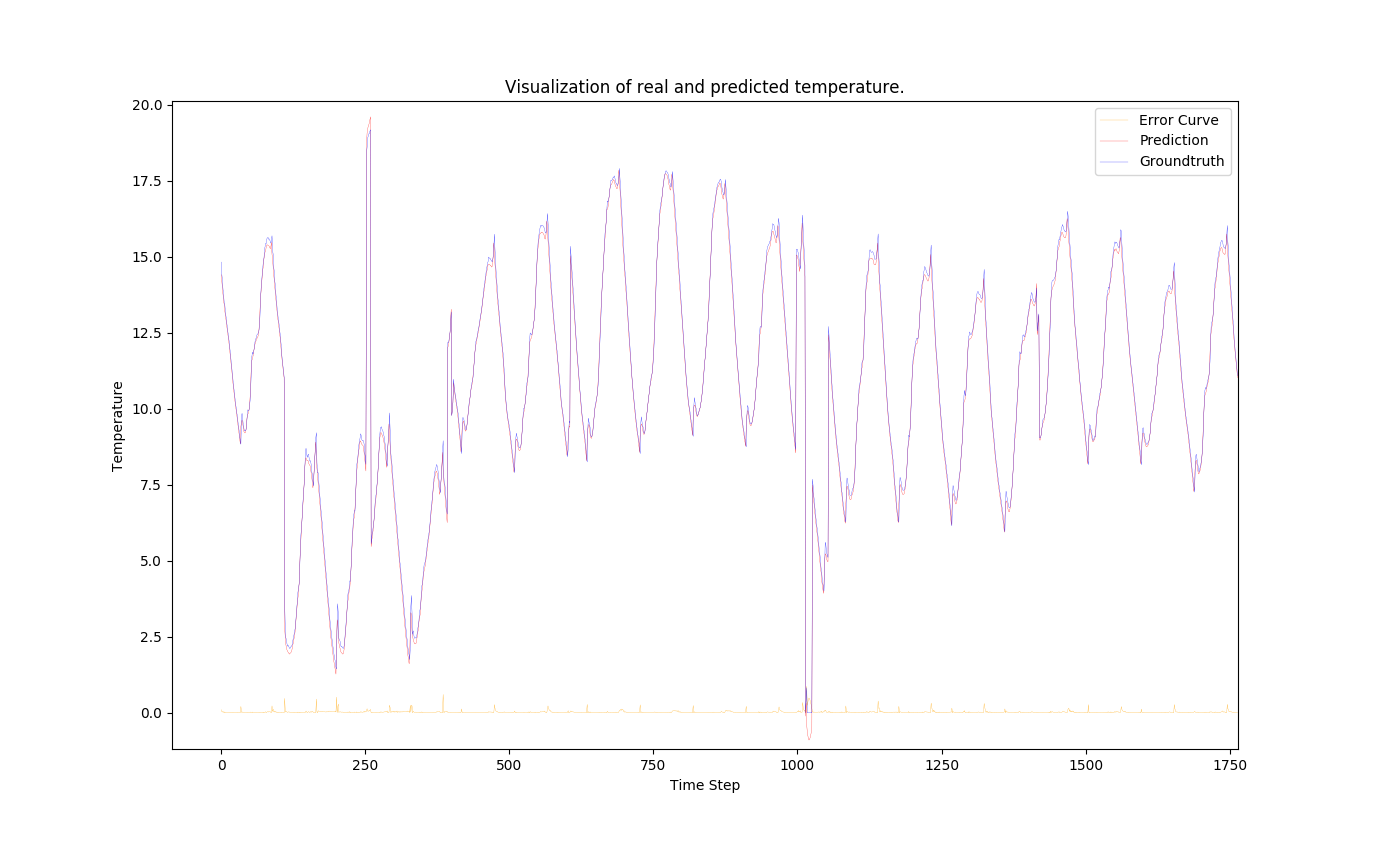 Visualization of real and predicted temperature.
20.0
17.5
15.0
12.5
10.0
7.5
5.0
2.5
0.0
Temperature
Error Curve
Prediction
Groundtruth
0 250 500 750 1000 1250 1500 1750
Time Step